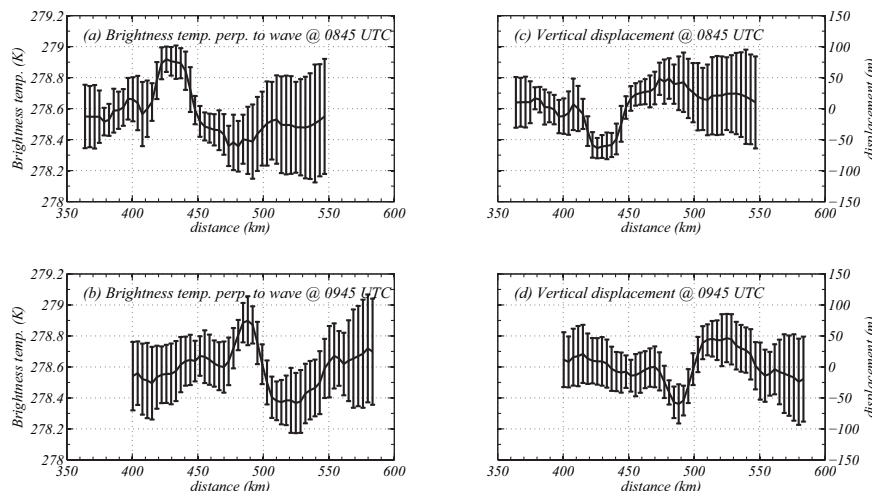 (a) Brightness temp. perp. to wave @ 0845 UTC
Brightness temp. (K)
279.2
279
278.8
278.6
278.4
278.2
278
350 400 450 500 550 600
distance (km)
(c) Vertical displacement @ 0845 UTC
150
100
50
0
−50
−100
−150
displacement (m)
350 400 450 500 550 600
distance (km)
(b) Brightness temp. perp. to wave @ 0945 UTC
Brightness temp. (K)
279.2
279
278.8
278.6
278.4
278.2
278
350 400 450 500 550 600
distance (km)
(d) Vertical displacement @ 0945 UTC
150
100
50
0
−50
−100
−150
displacement (m)
350 400 450 500 550 600
distance (km)